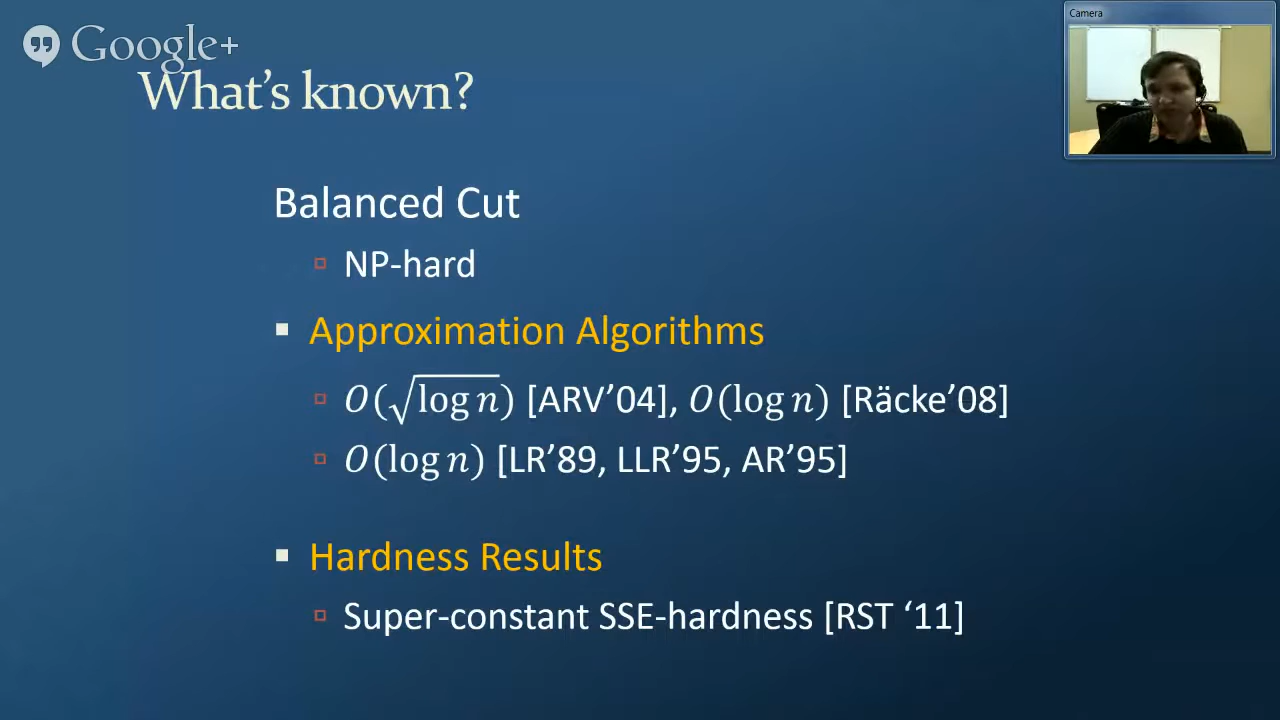 Google+
Camera
What's known?
Balanced Cut
NP-hard
Approximation Algorithms
O(√log n) [ARV’04], O(log n) [Räcke’08]
O(log n) [LR’89, LLR’95, AR’95]
Hardness Results
Super-constant SSE-hardness [RST ‘11]